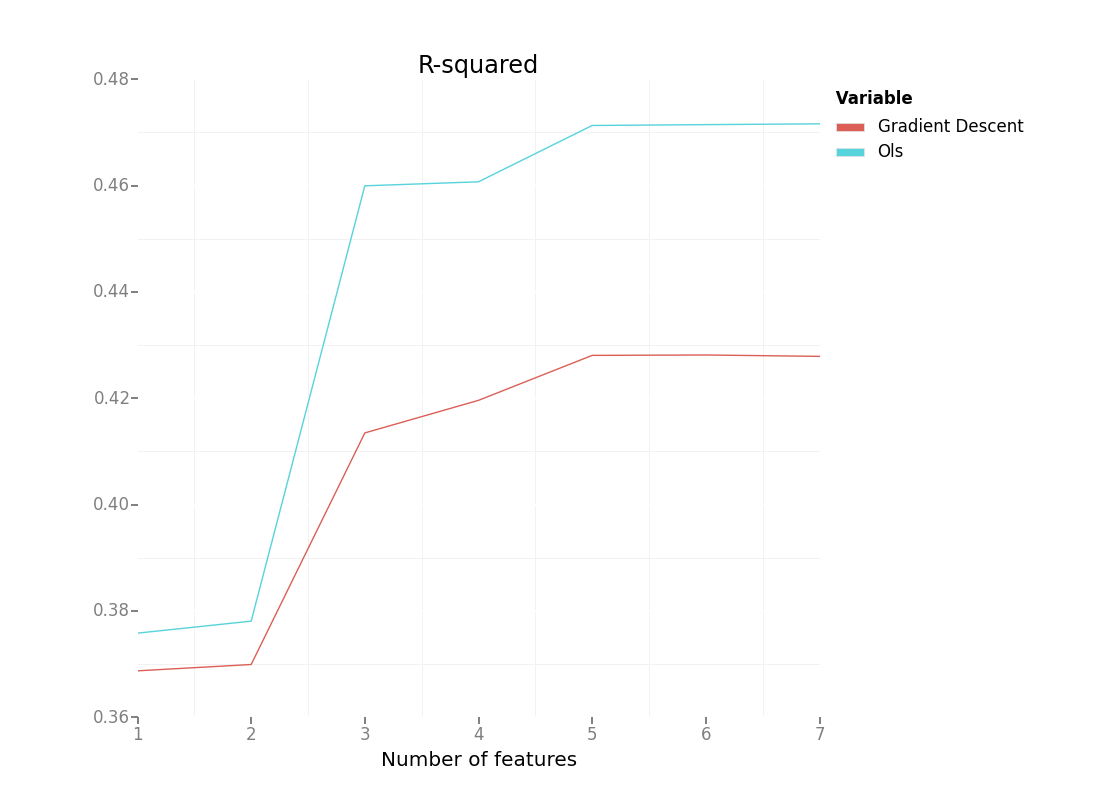 R-squared
0.48
0.46
0.44
0.42
0.40
0.38
0.36
1 2 3 4 5 6 7
Number of features
Variable
Gradient Descent
Ols